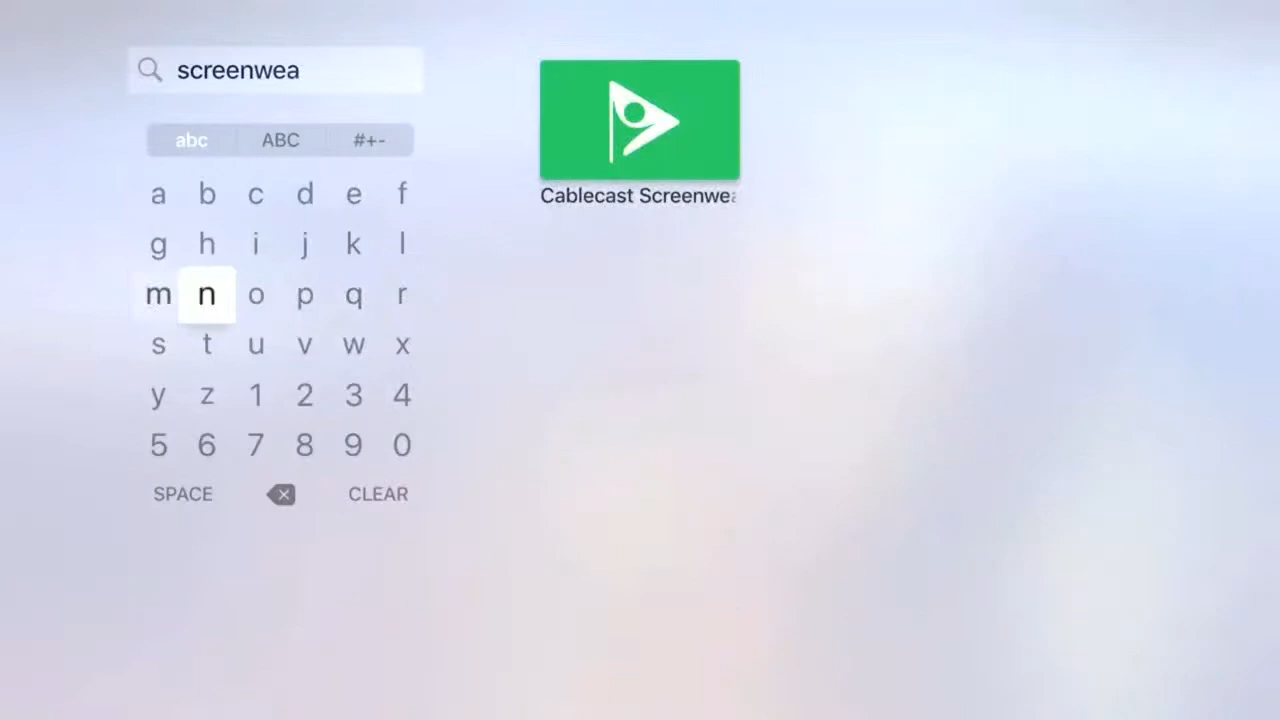 screenwea
abc ABC #+-
a b c d e f
g h i j k l
m n o p q r
s t u v w x
y z 1 2 3 4
5 6 7 8 9 0
SPACE CLEAR
Cablecast Screenwea